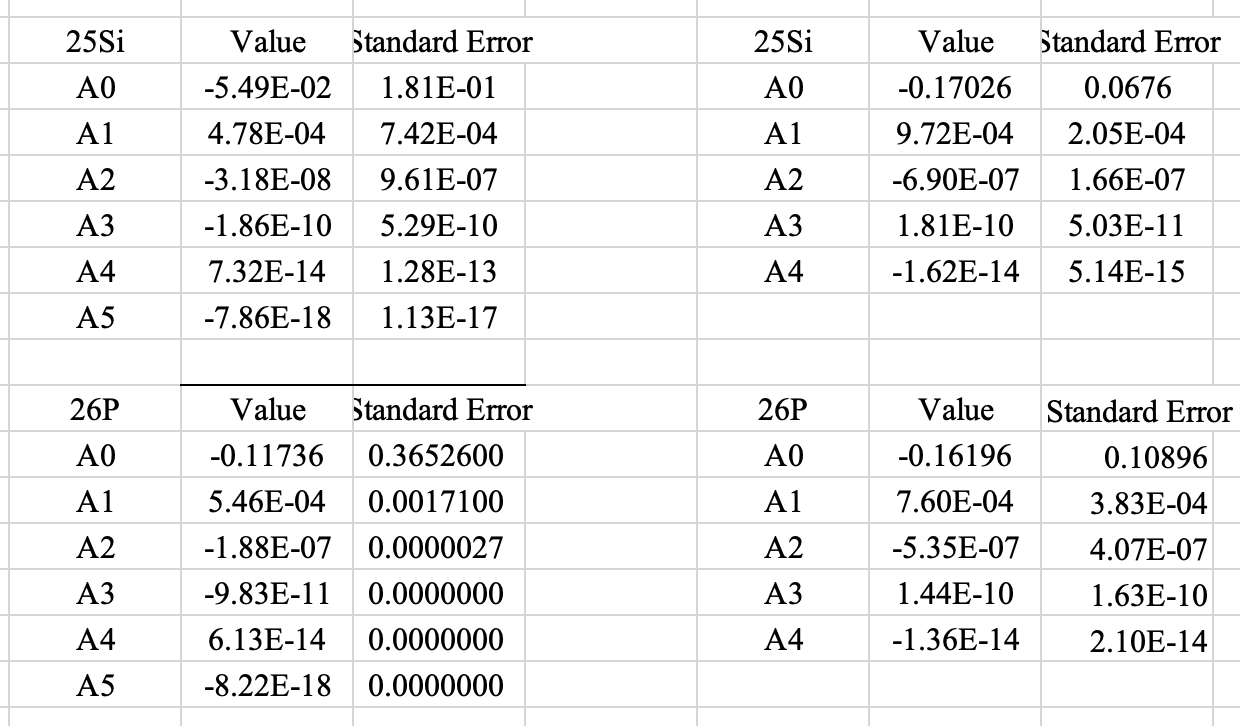 25Si Value Standard Error 25Si Value Standard Error
A0 -5.49E-02 1.81E-01 A0 -0.17026 0.0676
A1 4.78E-04 7.42E-04 A1 9.72E-04 2.05E-04
A2 -3.18E-08 9.61E-07 A2 -6.90E-07 1.66E-07
A3 -1.86E-10 5.29E-10 A3 1.81E-10 5.03E-11
A4 7.32E-14 1.28E-13 A4 -1.62E-14 5.14E-15
A5 -7.86E-18 1.13E-17
26P Value Standard Error 26P Value Standard Error
A0 -0.11736 0.3652600 A0 -0.16196 0.10896
A1 5.46E-04 0.0017100 A1 7.60E-04 3.83E-04
A2 -1.88E-07 0.0000027 A2 -5.35E-07 4.07E-07
A3 -9.83E-11 0.0000000 A3 1.44E-10 1.63E-10
A4 6.13E-14 0.0000000 A4 -1.36E-14 2.10E-14
A5 -8.22E-18 0.0000000